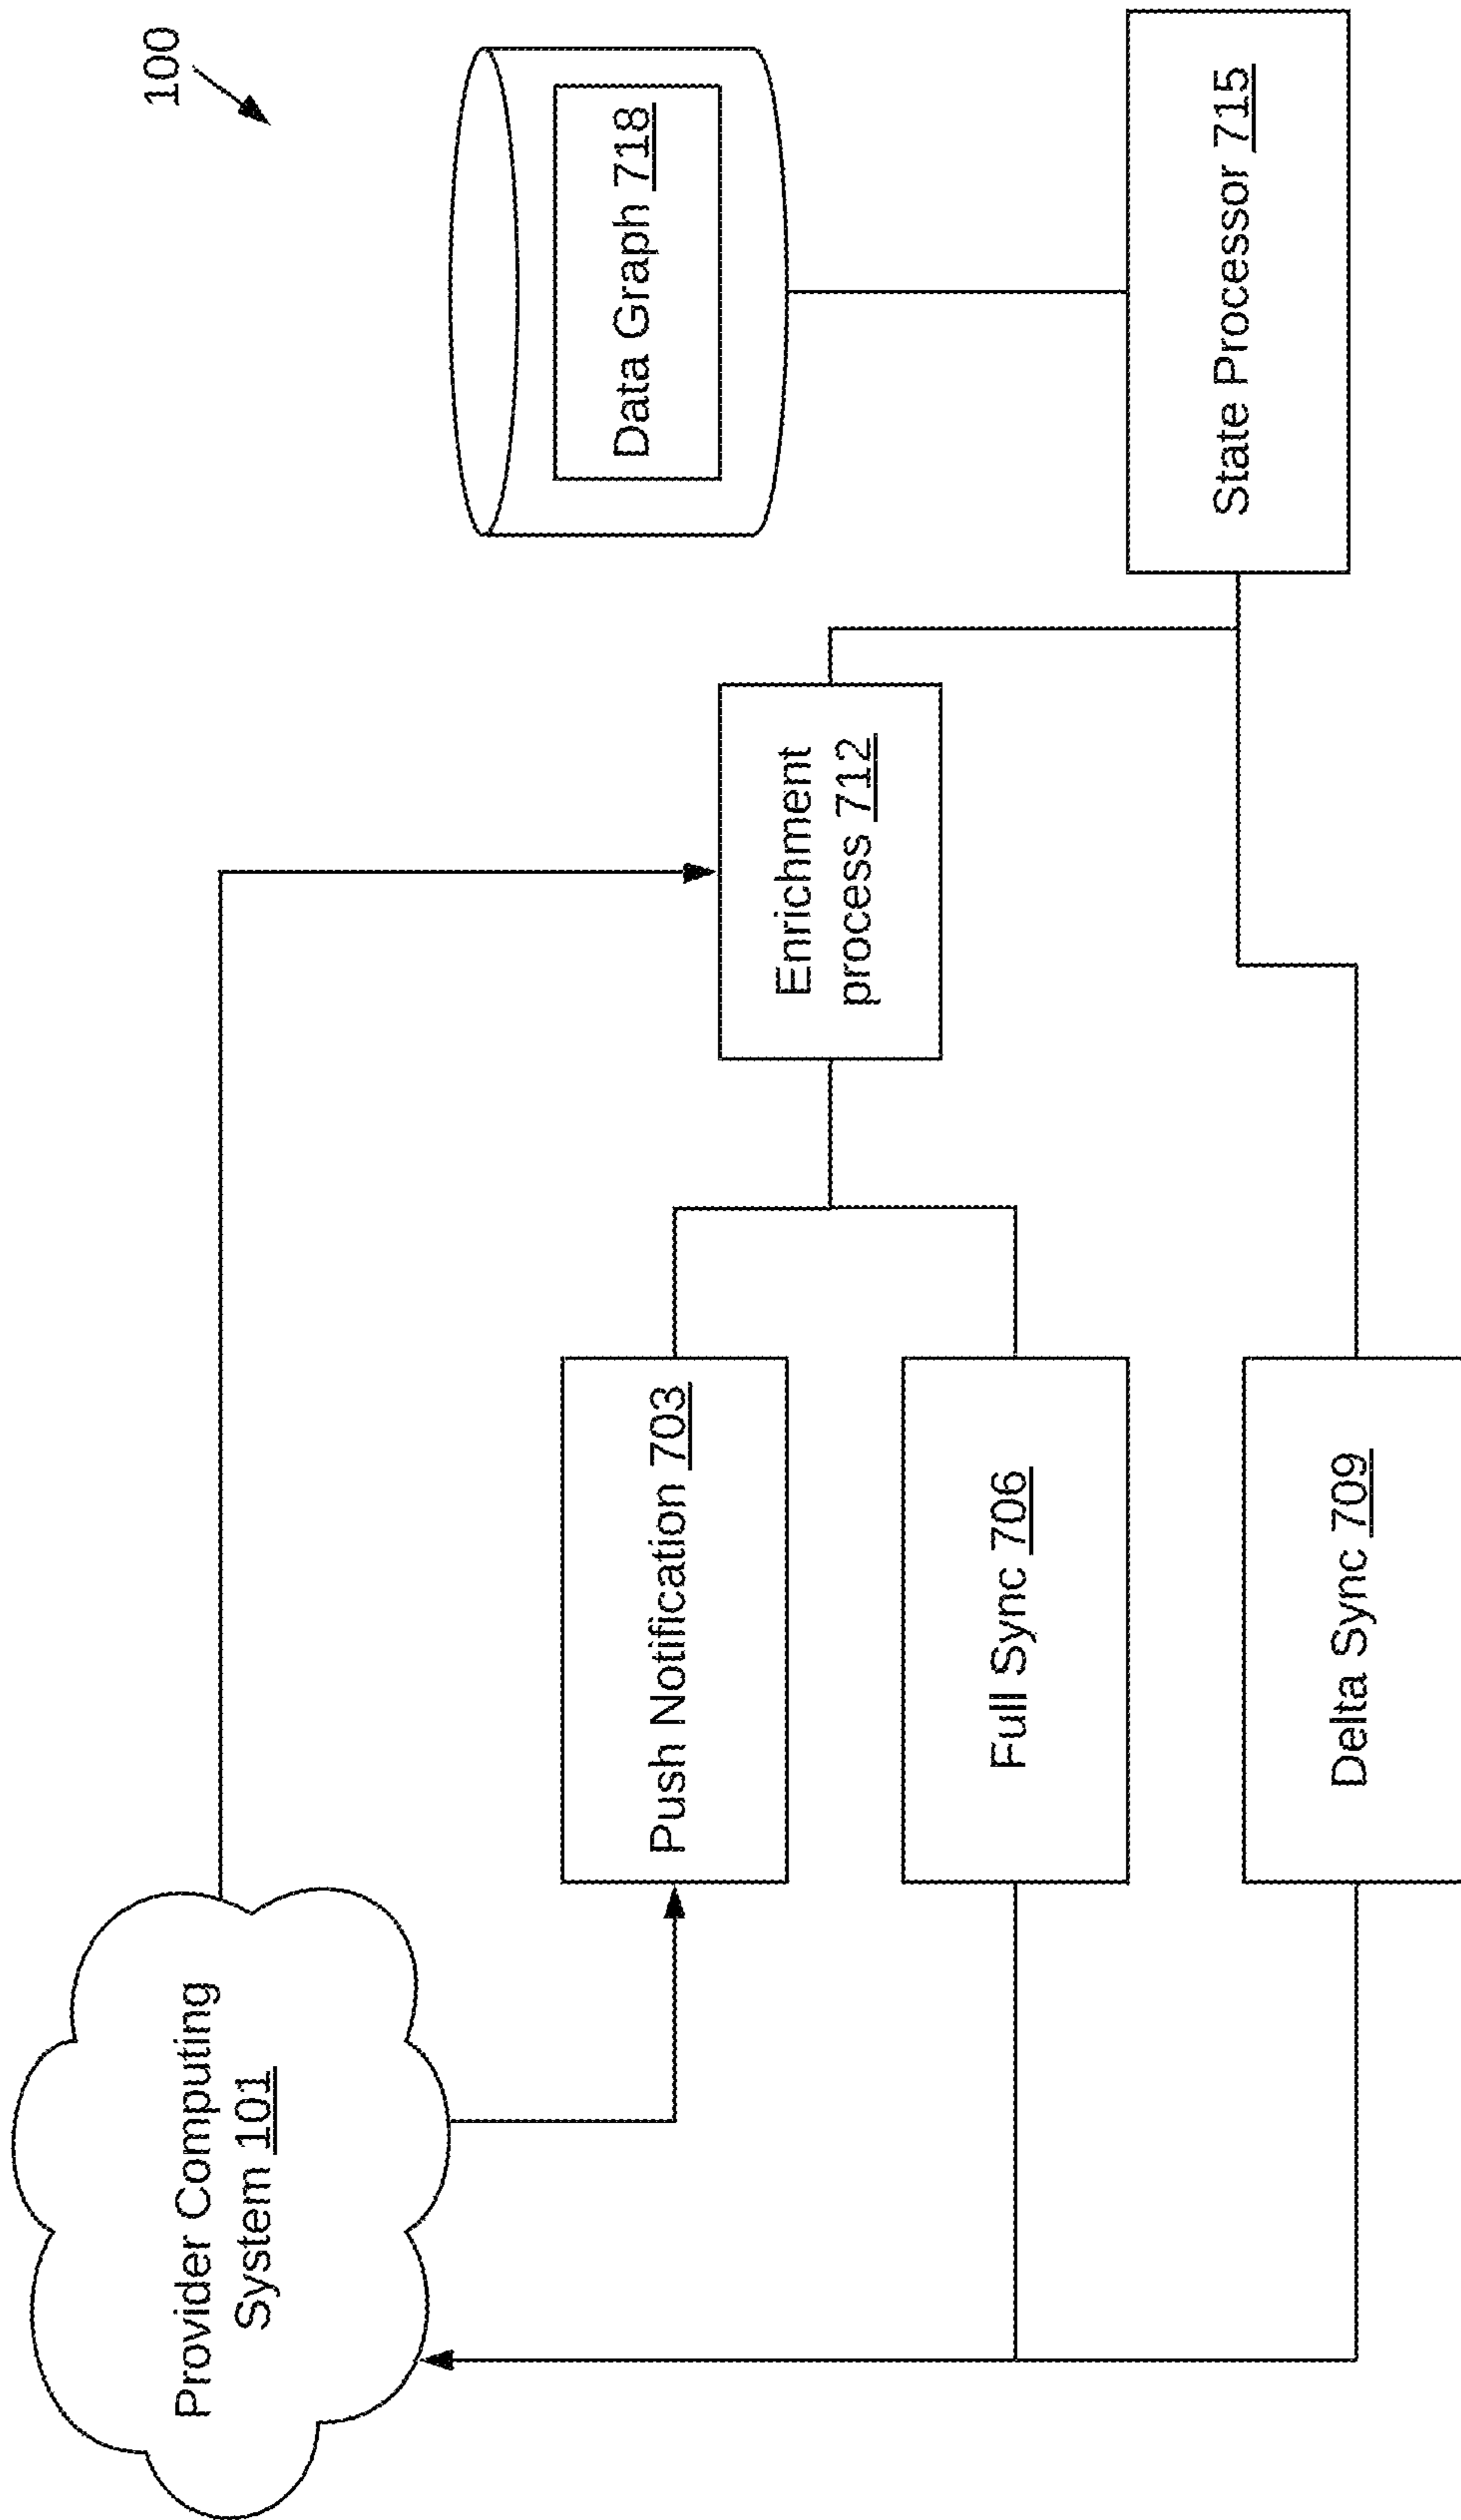 100
Provider Computing
System 101
Data Graph 718
Push Notification 703
Enrichment
process 712
Full Sync 706
State Processor 715
Delta Sync 709